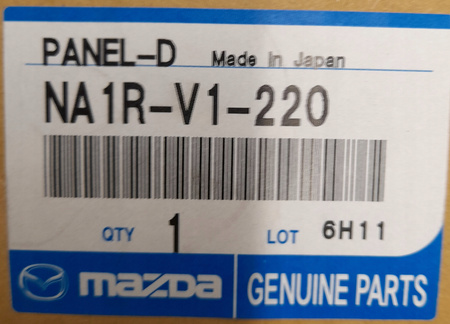 PANEL-D Made in Japan
NA1R-V1-220
QTY 1 LOT 6H11
mazda GENUINE PARTS